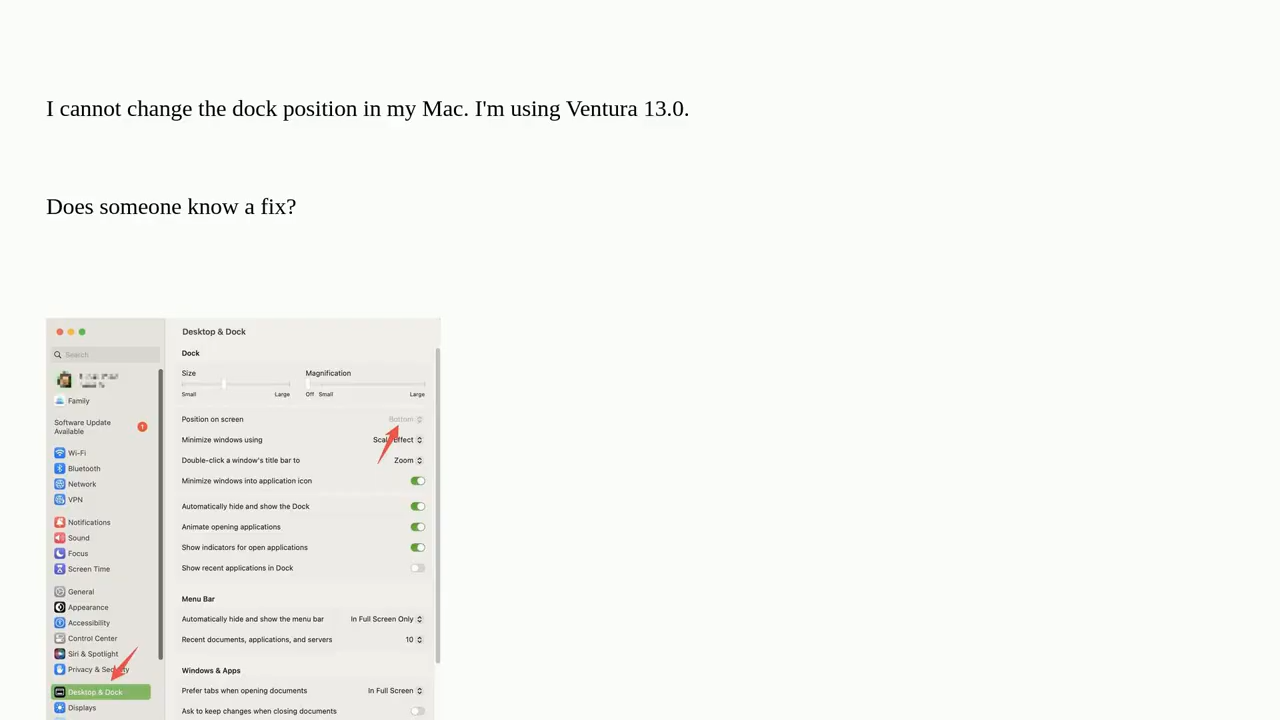 I cannot change the dock position in my Mac. I'm using Ventura 13.0.
Does someone know a fix?
Desktop & Dock
Search
Family
Software Update
Available
1
Wi-Fi
Bluetooth
Network
VPN
Notifications
Sound
Focus
Screen Time
General
Appearance
Accessibility
Control Center
Siri & Spotlight
Privacy & Security
Desktop & Dock
Displays
Dock
Size
Magnification
Small
Large
Off
Small
Large
Position on screen
Bottom
Minimize windows using
Scale Effect
Double-click a window's title bar to
Zoom
Minimize windows into application icon
Automatically hide and show the Dock
Animate opening applications
Show indicators for open applications
Show recent applications in Dock
Menu Bar
Automatically hide and show the menu bar
In Full Screen Only
Recent documents, applications, and servers
10
Windows & Apps
Prefer tabs when opening documents
In Full Screen
Ask to keep changes when closing documents